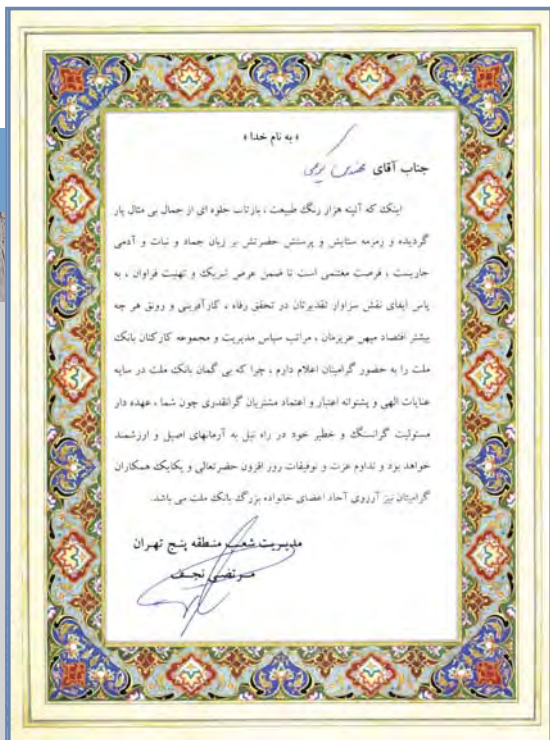 « به نام خدا »
جناب آقای مهندس
اینک که آئینه هزار رنگ طبیعت ، بازتاب جلوه ای از جمال بی مثال یار
گردیده و زمزمه ستایش و پرستش حضرتش بر زبان جماد و نبات و آدمی
جاریست ، فرصت مغتنمی است تا ضمن عرض تبریک و تهنیت فراوان ، به
پاس ایفای نقش سزاوار تقدیرتان در تحقق رفاه ، کارآفرینی و رونق هر چه
بیشتر اقتصاد میهن عزیزمان ، مراتب سپاس مدیریت و مجموعه کارکنان بانک
ملت را به حضور گرامیتان اعلام دارم ، چرا که بی گمان بانک ملت در سایه
عنایات الهی و پشتوانه اعتبار و اعتماد مشتریان گرانقدری چون شما ، عهده دار
مسئولیت گرانسنگ و خطیر خود در راه نیل به آرمانهای اصیل و ارزشمند
خواهد بود و تداوم عزت و توفیقات روز افزون حضرتعالی و یکایک همکاران
گرامیتان نیز آرزوی آحاد اعضای خانواده بزرگ بانک ملت می باشد.
مدیریت شعب منطقه پنج تهران
مرتضی نجف